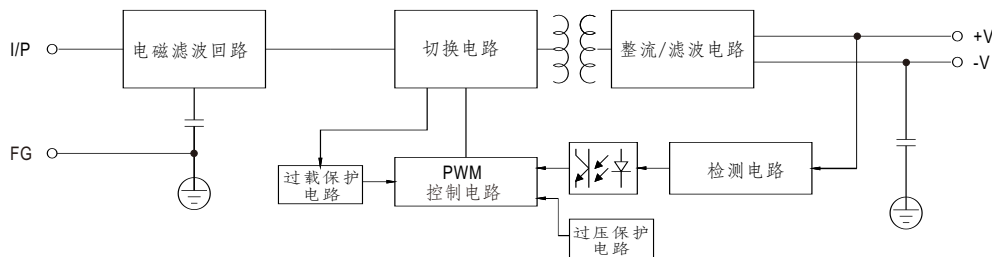 I/P
电磁滤波回路
切换电路
整流/滤波电路
+V
-V
FG
过载保护
电路
PWM
控制电路
检测电路
过压保护
电路